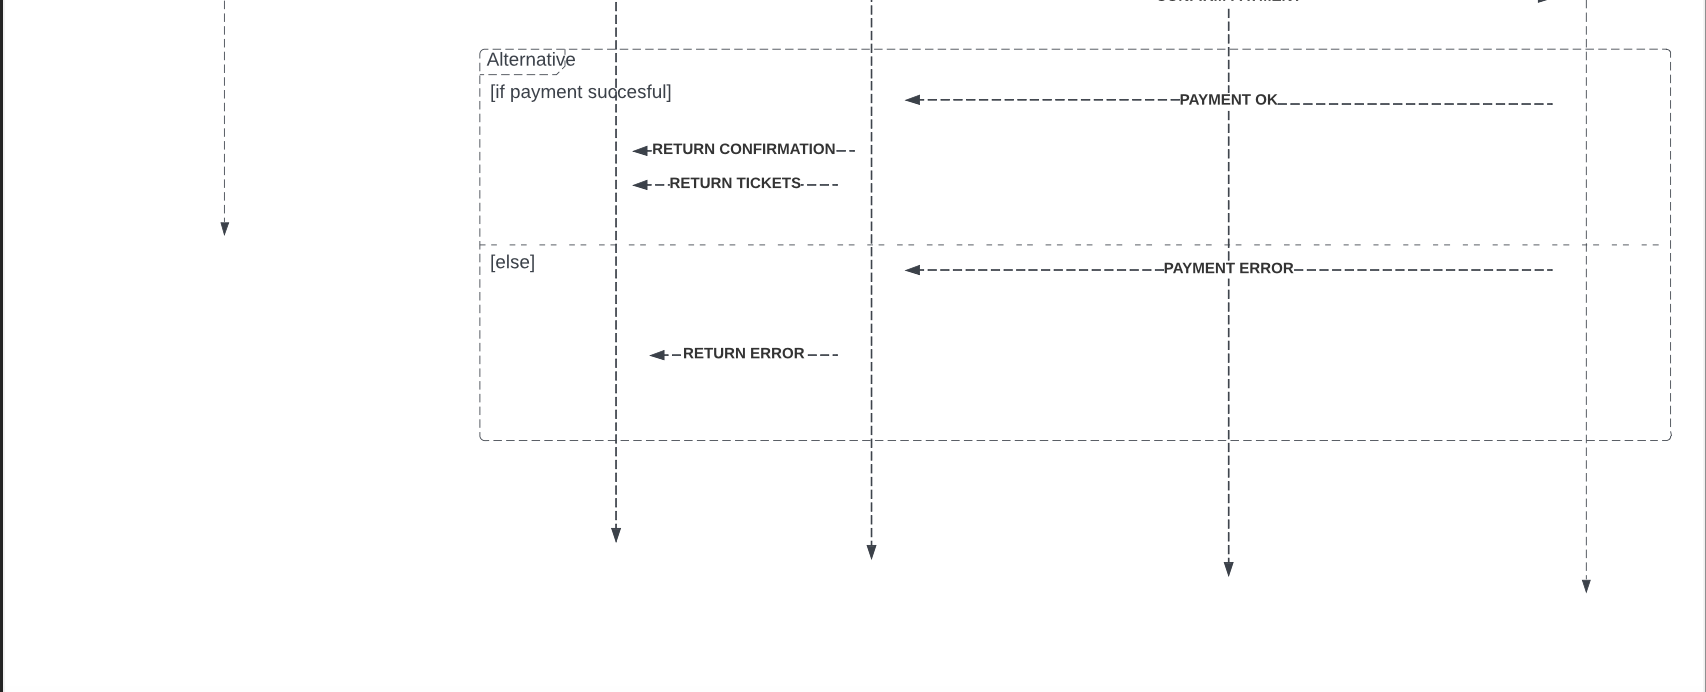 Alternative
[if payment succesful]
PAYMENT OK
RETURN CONFIRMATION
RETURN TICKETS
[else]
PAYMENT ERROR
RETURN ERROR